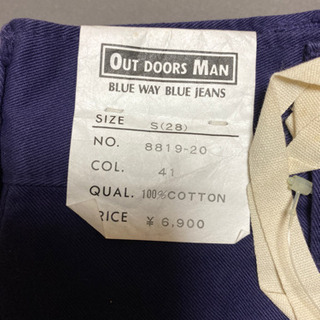 OUT DOORS MAN
BLUE WAY BLUE JEANS
SIZE S(28)
NO. 8819-20
COL. 41
QUAL. 100%COTTON
RICE ¥6,900